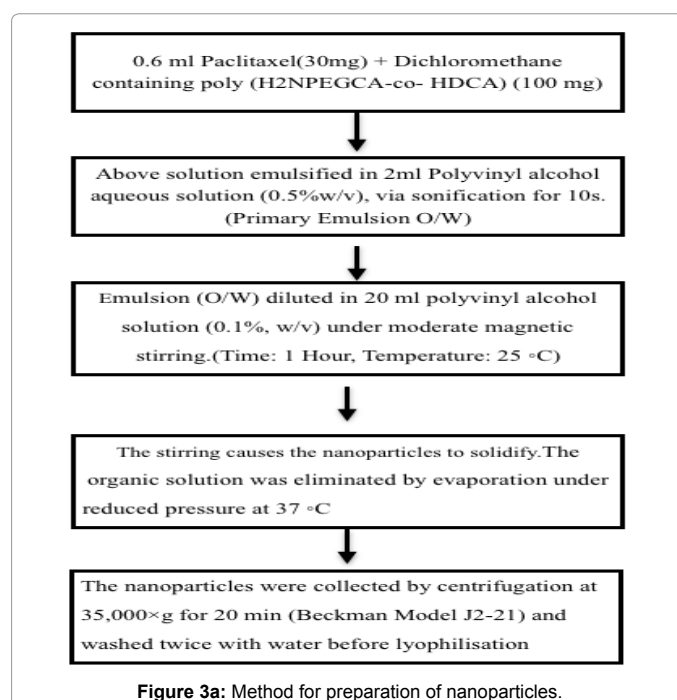 0.6 ml Paclitaxel(30mg) + Dichloromethane
containing poly (H2NPEGCA-co- HDCA) (100 mg)
Above solution emulsified in 2ml Polyvinyl alcohol
aqueous solution (0.5%w/v), via sonification for 10s.
(Primary Emulsion O/W)
Emulsion (O/W) diluted in 20 ml polyvinyl alcohol
solution (0.1%, w/v) under moderate magnetic
stirring.(Time: 1 Hour, Temperature: 25 ◦C)
The stirring causes the nanoparticles to solidify.The
organic solution was eliminated by evaporation under
reduced pressure at 37 ◦C
The nanoparticles were collected by centrifugation at
35,000×g for 20 min (Beckman Model J2-21) and
washed twice with water before lyophilisation
Figure 3a: Method for preparation of nanoparticles.